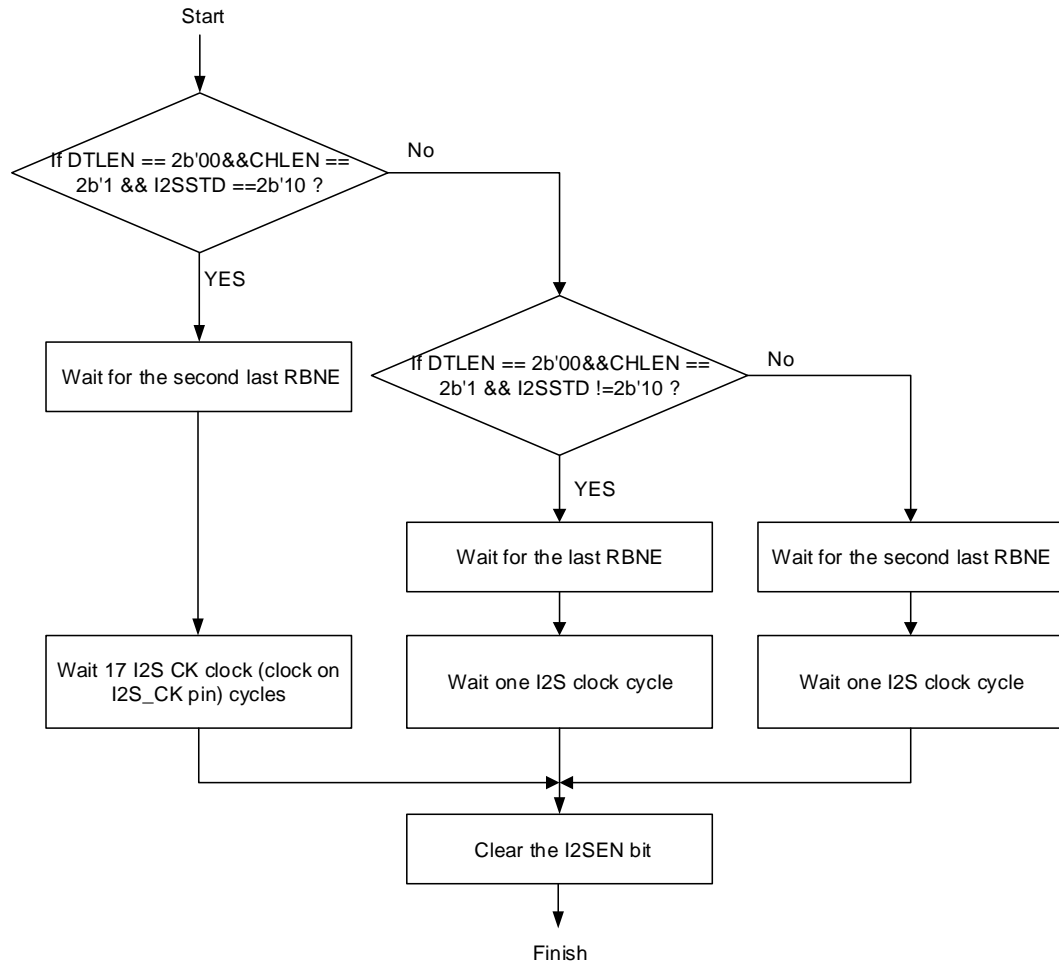 Start
If DTLEN == 2b'00&&CHLEN ==
2b'1 && I2SSTD ==2b'10 ?
No
YES
Wait for the second last RBNE
If DTLEN == 2b'00&&CHLEN ==
2b'1 && I2SSTD !=2b'10 ?
No
YES
Wait for the last RBNE
Wait for the second last RBNE
Wait 17 I2S CK clock (clock on
I2S_CK pin) cycles
Wait one I2S clock cycle
Wait one I2S clock cycle
Clear the I2SEN bit
Finish